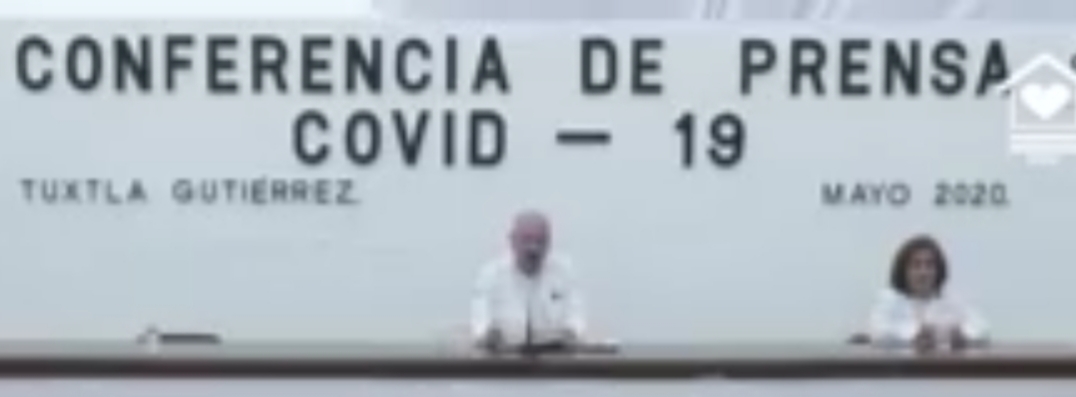 CONFERENCIA DE PRENSA
COVID — 19
TUXTLA GUTIÉRREZ. MAYO 2020.